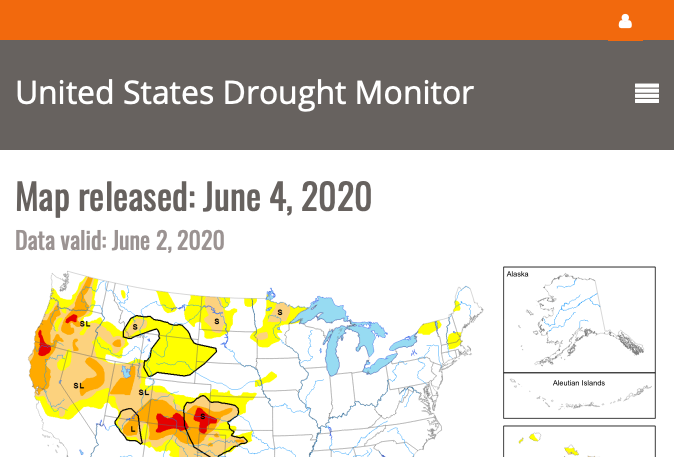 United States Drought Monitor
Map released: June 4, 2020
Data valid: June 2, 2020
Alaska
Aleutian Islands
S
S
S
SL
SL
SL
S
L